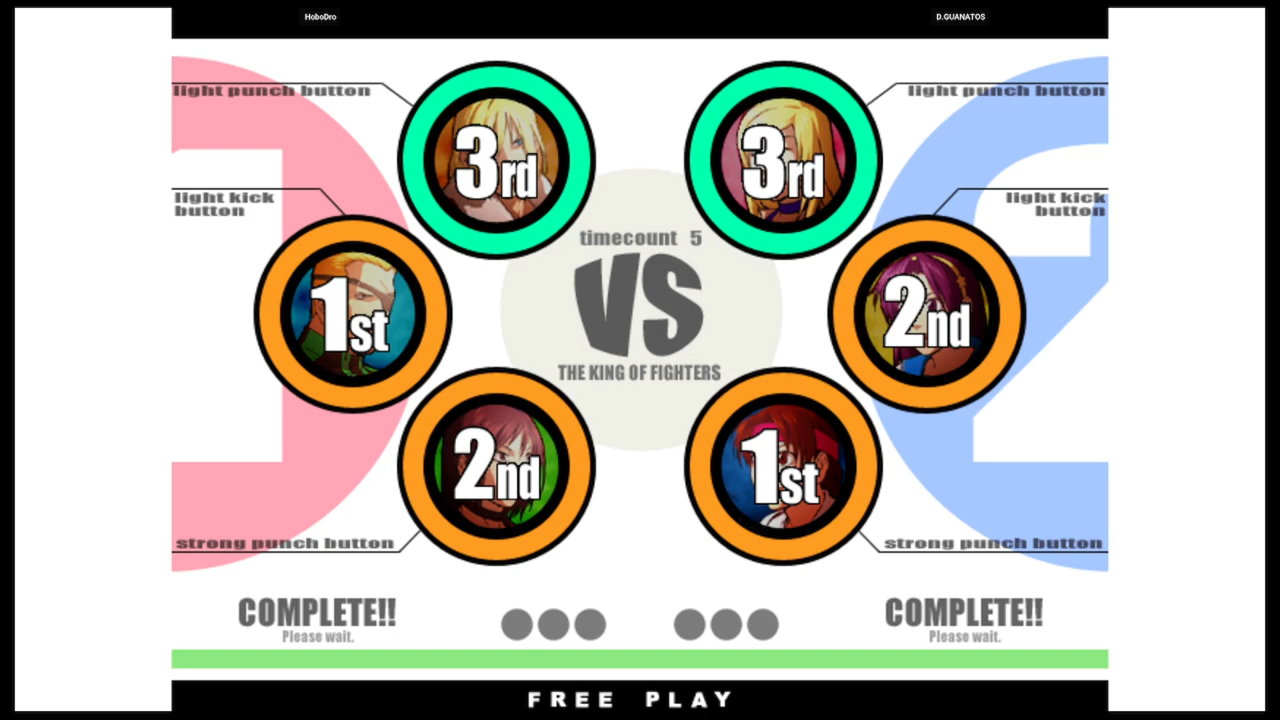 HoboDro
D.GUANATOS
light punch button
light punch button
3rd
3rd
light kick
button
light kick
button
timecount 5
VS
THE KING OF FIGHTERS
1st
2nd
2nd
1st
strong punch button
strong punch button
COMPLETE!!
Please wait.
COMPLETE!!
Please wait.
FREE PLAY